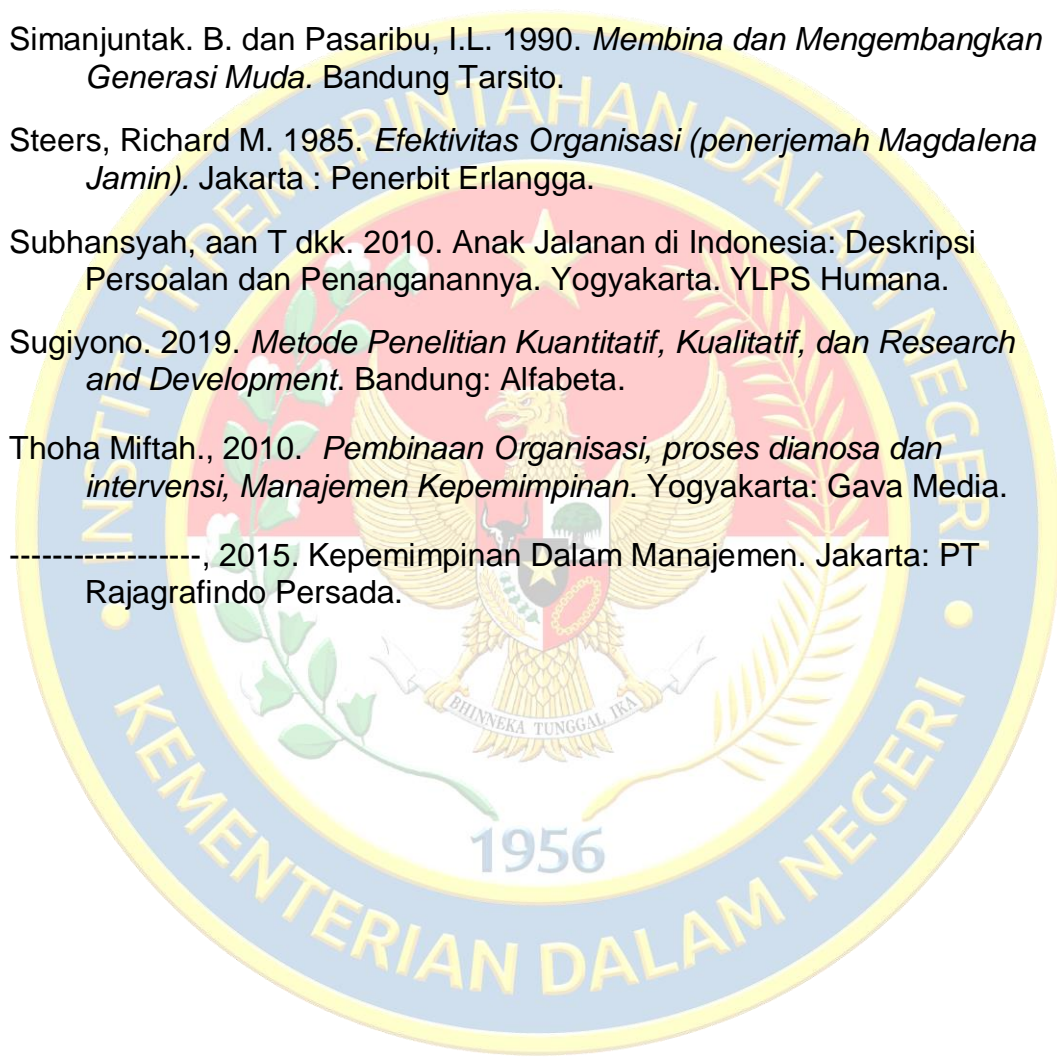 Simanjuntak. B. dan Pasaribu, I.L. 1990. Membina dan Mengembangkan
Generasi Muda. Bandung Tarsito.
Steers, Richard M. 1985. Efektivitas Organisasi (penerjemah Magdalena
Jamin). Jakarta : Penerbit Erlangga.
Subhansyah, aan T dkk. 2010. Anak Jalanan di Indonesia: Deskripsi
Persoalan dan Penanganannya. Yogyakarta. YLPS Humana.
Sugiyono. 2019. Metode Penelitian Kuantitatif, Kualitatif, dan Research
and Development. Bandung: Alfabeta.
Thoha Miftah., 2010. Pembinaan Organisasi, proses dianosa dan
intervensi, Manajemen Kepemimpinan. Yogyakarta: Gava Media.
------------------, 2015. Kepemimpinan Dalam Manajemen. Jakarta: PT
Rajagrafindo Persada.
INSTITUT PEMERINTAHAN DALAM NEGERI
BHINNEKA TUNGGAL IKA
1956
KEMENTERIAN DALAM NEGERI